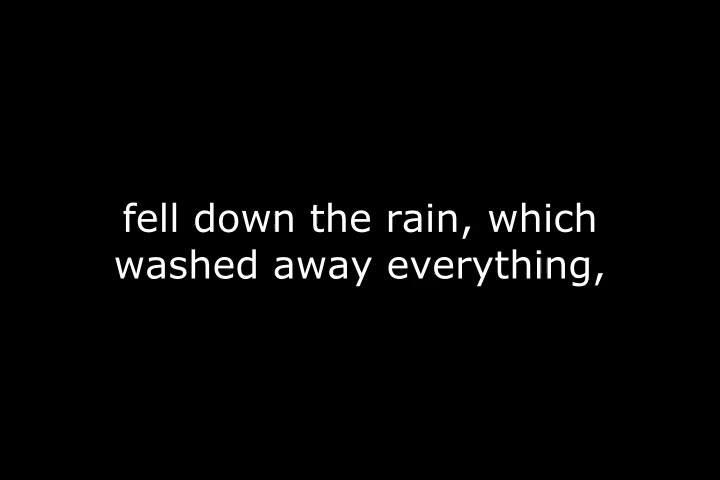 fell down the rain, which
washed away everything,